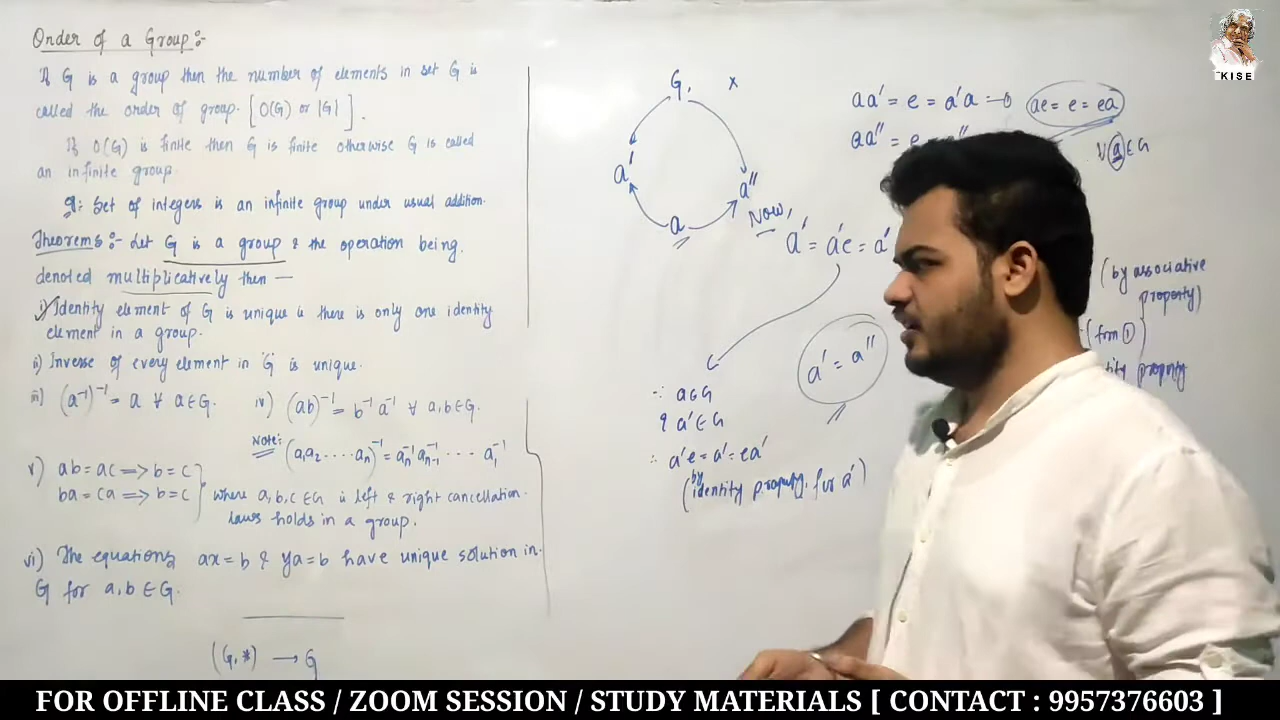 Order of a Group:-
If G is a group then the number of elements in set G is
called the order of group. [O(G) or |G|].
If O(G) is finite then G is finite otherwise G is called
an infinite group.
eg: Set of integers is an infinite group under usual addition.
Theorems:- Let G is a group & the operation being
denoted multiplicatively then —
i) Identity element of G is unique is there is only one identity
element in a group.
ii) Inverse of every element in 'G' is unique.
iii) (a⁻¹)⁻¹ = a ∀ a∈G. iv) (ab)⁻¹ = b⁻¹a⁻¹ ∀ a,b∈G.
Note: (a₁a₂ ..... aₙ)⁻¹ = aₙ⁻¹aₙ₋₁⁻¹ .... a₁⁻¹
v) ab = ac ⟹ b = c
ba = ca ⟹ b = c } where a,b,c∈G is left & right cancellation
laws holds in a group.
vi) The equations ax = b & ya = b have unique solution in
G for a,b∈G.
(G,*) → G
G, x
a' a''
a
aa' = e = a'a —① ae = e = ea
aa'' = e a''
∀ a∈G
Now,
a' = a'e = a'
(by associative
property)
(from ①)
property
a' = a''
∵ a∈G
& a'∈G
∴ a'e = a' = ea'
(by identity property for a')
KISE
FOR OFFLINE CLASS / ZOOM SESSION / STUDY MATERIALS [ CONTACT : 9957376603 ]